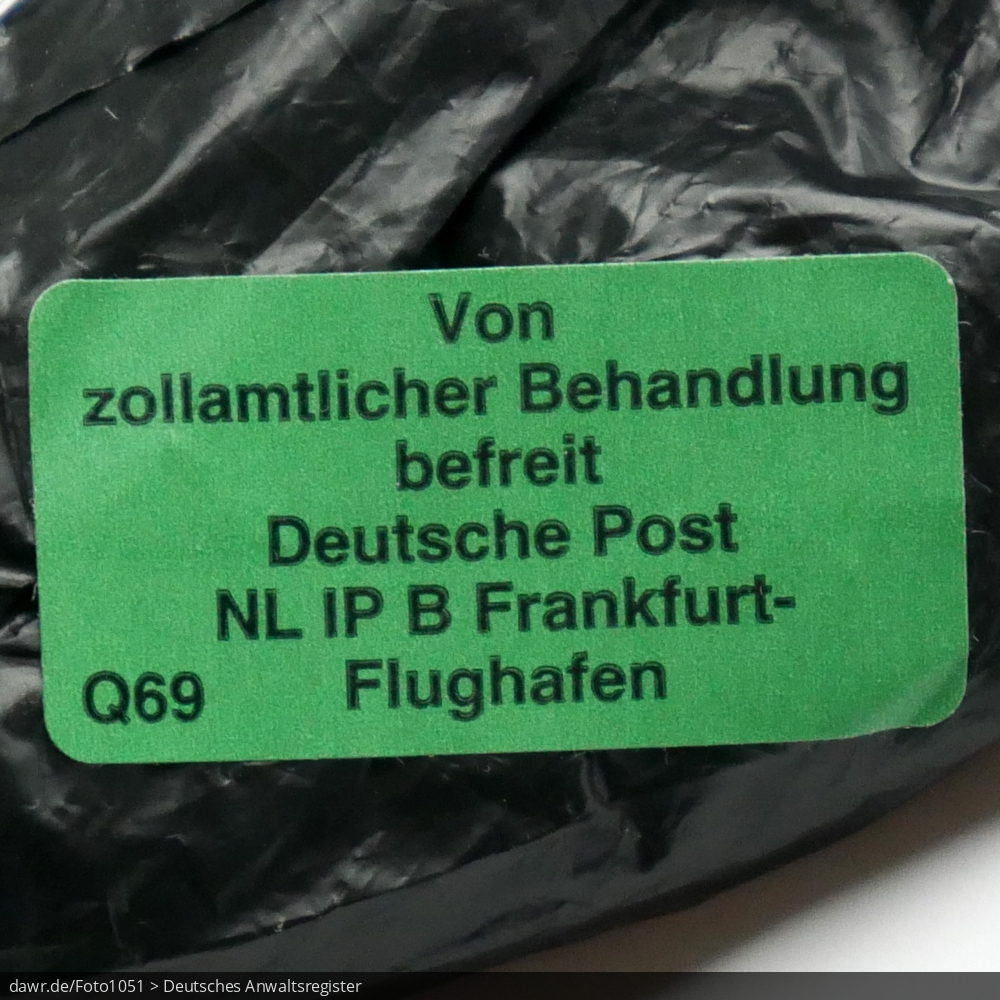 Von
zollamtlicher Behandlung
befreit
Deutsche Post
NL IP B Frankfurt-
Flughafen
Q69
dawr.de/Foto1051 > Deutsches Anwaltsregister